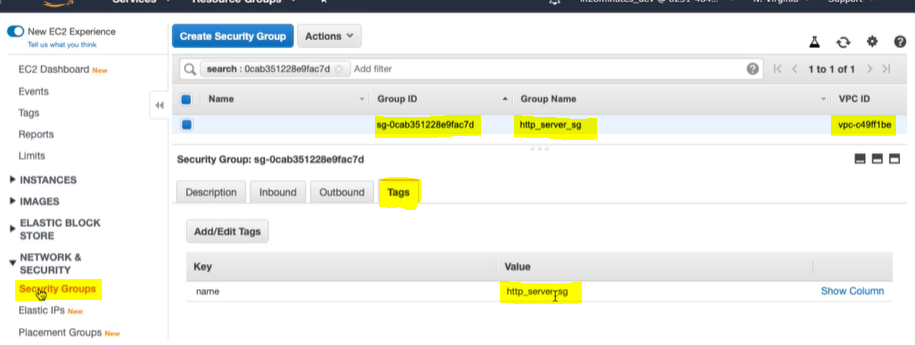 Services Resource Groups N. Virginia Support
New EC2 Experience
Tell us what you think
Create Security Group Actions
EC2 Dashboard New
search : 0cab351228e9fac7d Add filter
1 to 1 of 1
Events
Tags
Reports
Limits
Name Group ID Group Name VPC ID
sg-0cab351228e9fac7d http_server_sg vpc-c49ff1be
Security Group: sg-0cab351228e9fac7d
INSTANCES
IMAGES
ELASTIC BLOCK
STORE
NETWORK &
SECURITY
Security Groups
Elastic IPs New
Placement Groups New
Description Inbound Outbound Tags
Add/Edit Tags
Key Value
name http_server_sg Show Column